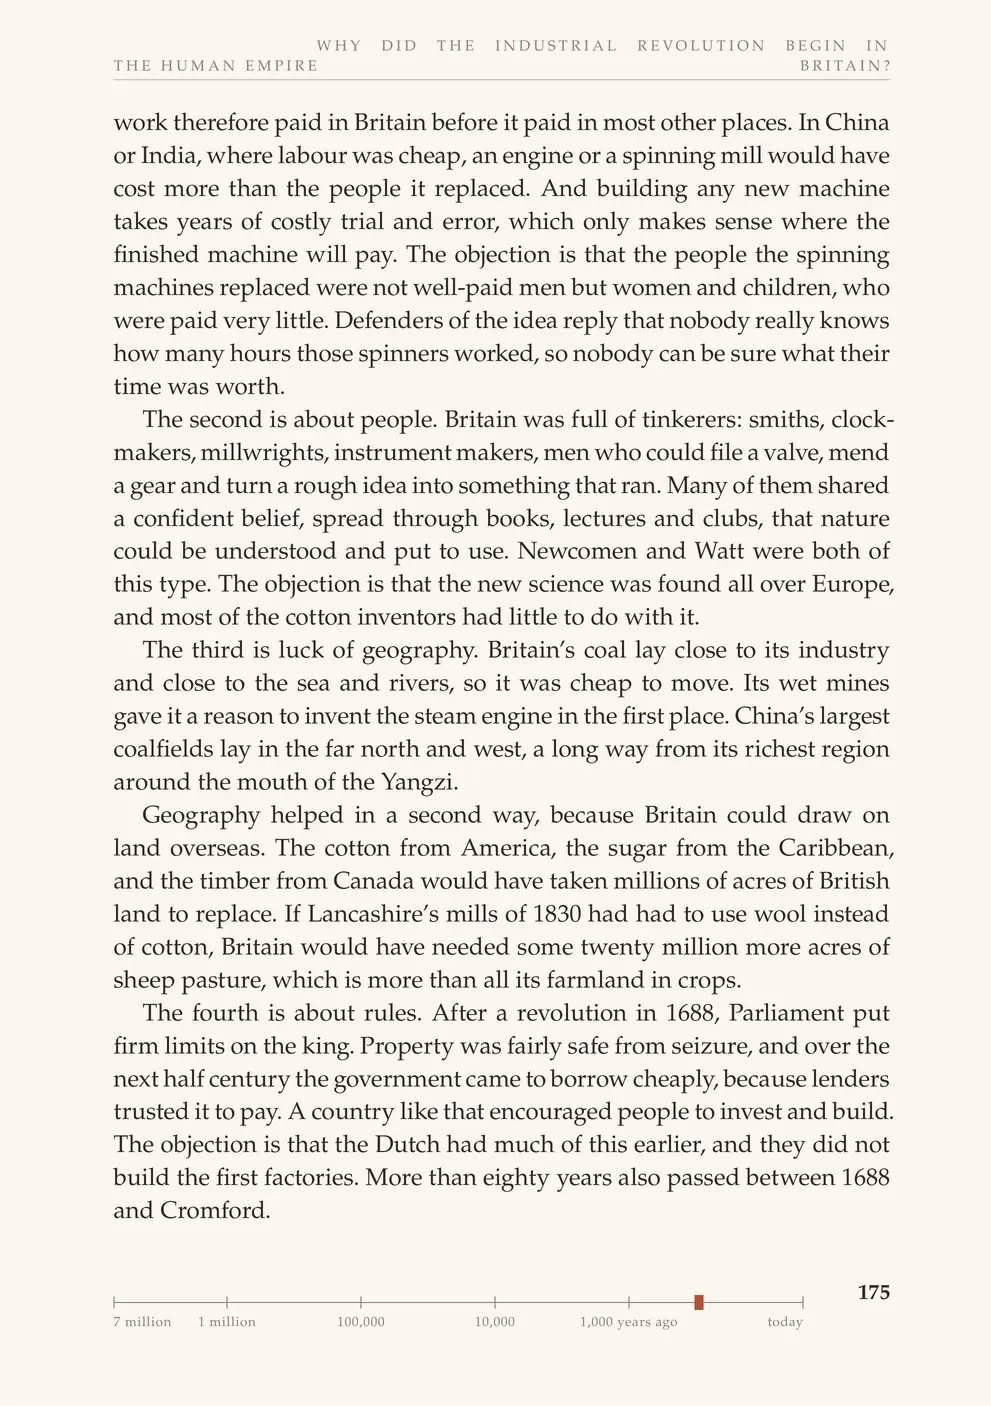 WHY DID THE INDUSTRIAL REVOLUTION BEGIN IN
THE HUMAN EMPIRE BRITAIN?
work therefore paid in Britain before it paid in most other places. In China
or India, where labour was cheap, an engine or a spinning mill would have
cost more than the people it replaced. And building any new machine
takes years of costly trial and error, which only makes sense where the
finished machine will pay. The objection is that the people the spinning
machines replaced were not well-paid men but women and children, who
were paid very little. Defenders of the idea reply that nobody really knows
how many hours those spinners worked, so nobody can be sure what their
time was worth.
The second is about people. Britain was full of tinkerers: smiths, clock-
makers, millwrights, instrument makers, men who could file a valve, mend
a gear and turn a rough idea into something that ran. Many of them shared
a confident belief, spread through books, lectures and clubs, that nature
could be understood and put to use. Newcomen and Watt were both of
this type. The objection is that the new science was found all over Europe,
and most of the cotton inventors had little to do with it.
The third is luck of geography. Britain’s coal lay close to its industry
and close to the sea and rivers, so it was cheap to move. Its wet mines
gave it a reason to invent the steam engine in the first place. China’s largest
coalfields lay in the far north and west, a long way from its richest region
around the mouth of the Yangzi.
Geography helped in a second way, because Britain could draw on
land overseas. The cotton from America, the sugar from the Caribbean,
and the timber from Canada would have taken millions of acres of British
land to replace. If Lancashire’s mills of 1830 had had to use wool instead
of cotton, Britain would have needed some twenty million more acres of
sheep pasture, which is more than all its farmland in crops.
The fourth is about rules. After a revolution in 1688, Parliament put
firm limits on the king. Property was fairly safe from seizure, and over the
next half century the government came to borrow cheaply, because lenders
trusted it to pay. A country like that encouraged people to invest and build.
The objection is that the Dutch had much of this earlier, and they did not
build the first factories. More than eighty years also passed between 1688
and Cromford.
175
7 million 1 million 100,000 10,000 1,000 years ago today